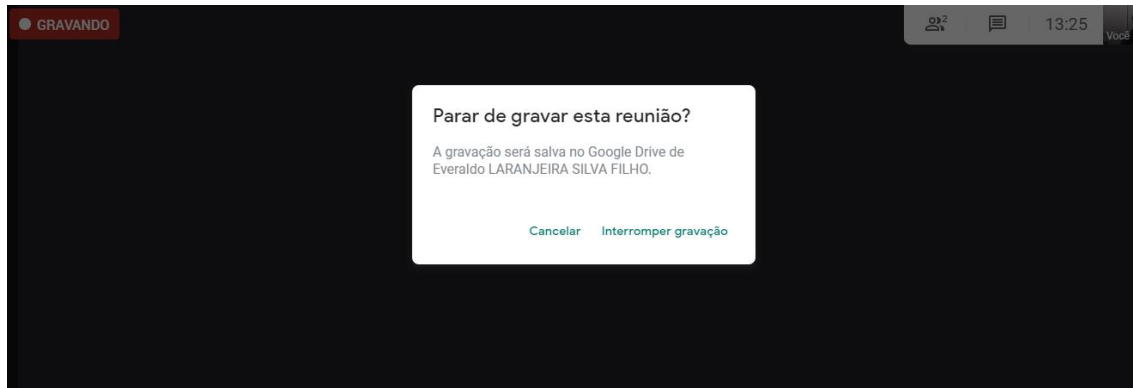 GRAVANDO
2
13:25
Você
Parar de gravar esta reunião?
A gravação será salva no Google Drive de
Everaldo LARANJEIRA SILVA FILHO.
Cancelar Interromper gravação